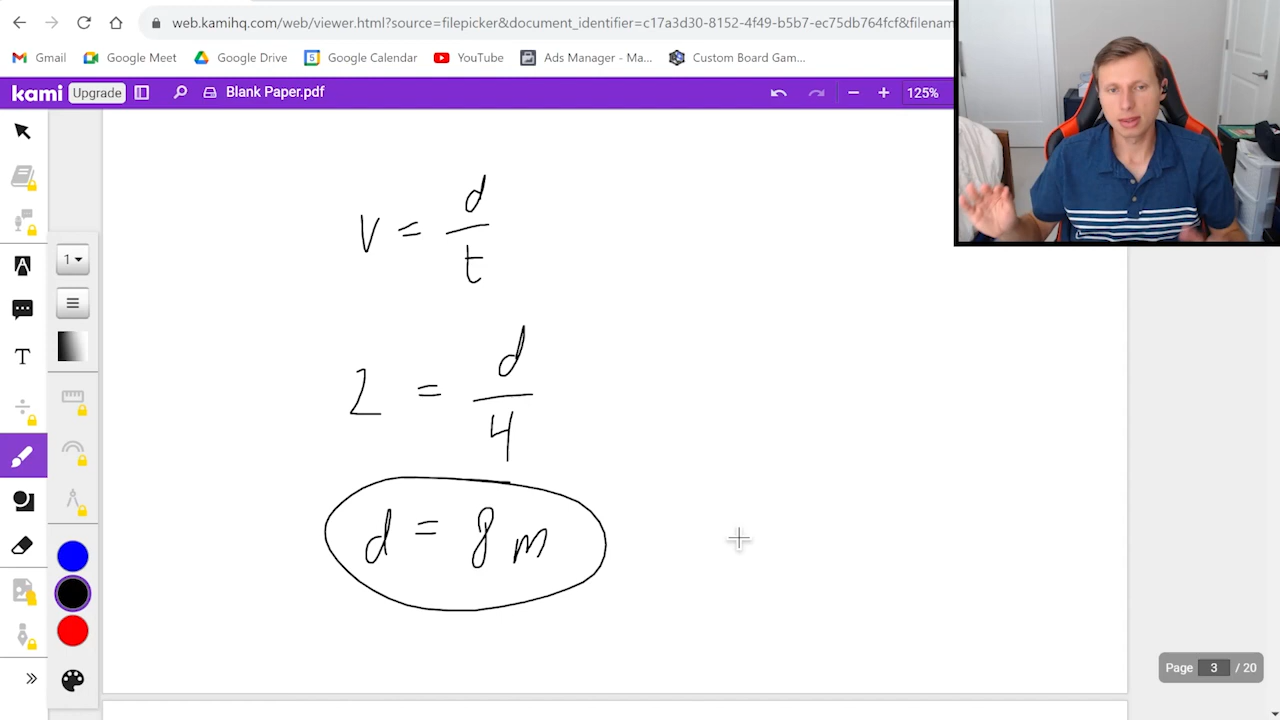 web.kamihq.com/web/viewer.html?source=filepicker&document_identifier=c17a3d30-8152-4f49-b5b7-ec75db764fcf&filenam
Gmail Google Meet Google Drive 5 Google Calendar YouTube Ads Manager - Ma... Custom Board Gam...
kami Upgrade Blank Paper.pdf 125%
v = d/t
1
T
2 = d/4
d = 8 m
Page 3 / 20